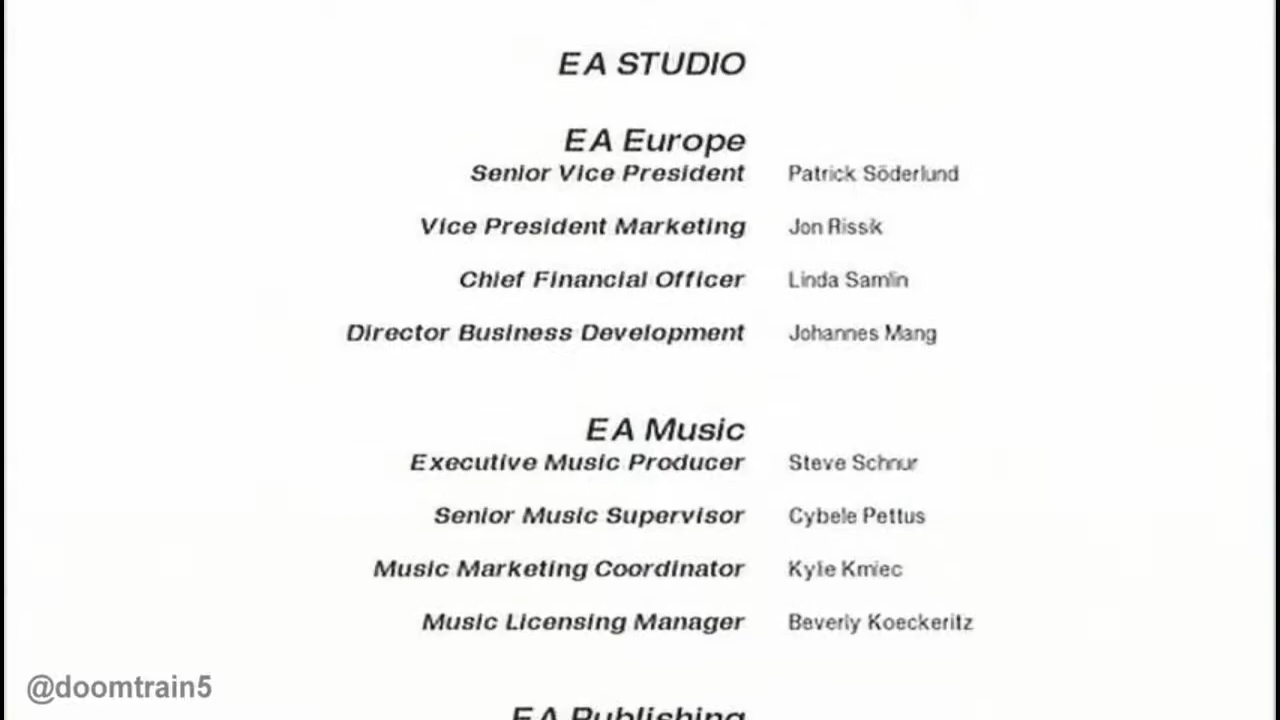 EA STUDIO
EA Europe
Senior Vice President Patrick Söderlund
Vice President Marketing Jon Rissik
Chief Financial Officer Linda Samlin
Director Business Development Johannes Mang
EA Music
Executive Music Producer Steve Schnur
Senior Music Supervisor Cybele Pettus
Music Marketing Coordinator Kyle Kmiec
Music Licensing Manager Beverly Koeckeritz
@doomtrain5
EA Publishing